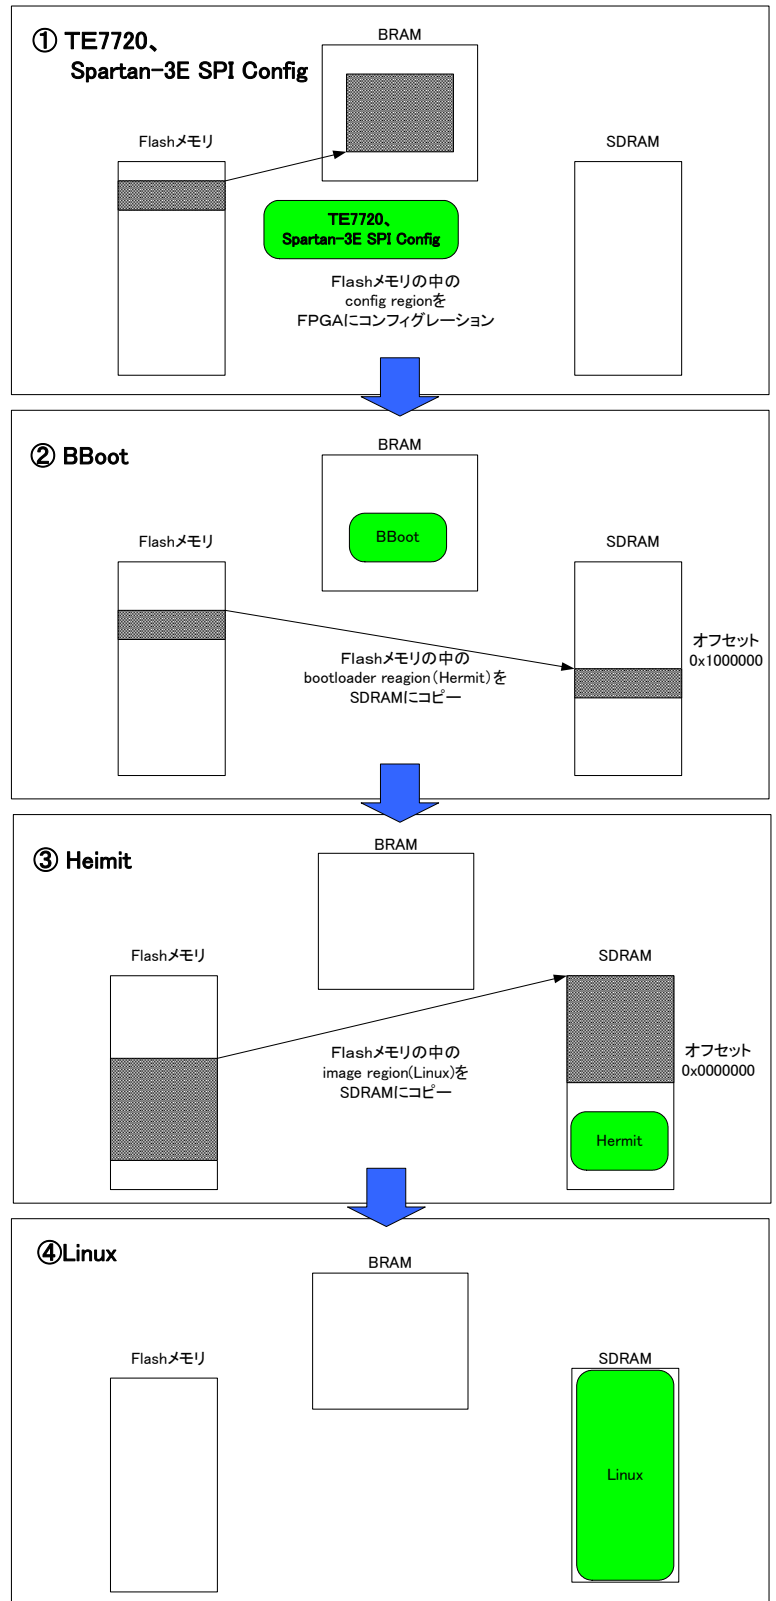 ① TE7720、
Spartan-3E SPI Config
BRAM
Flashメモリ
SDRAM
TE7720、
Spartan-3E SPI Config
Flashメモリの中の
config regionを
FPGAにコンフィグレーション
② BBoot
BRAM
BBoot
Flashメモリ
SDRAM
オフセット
0x1000000
Flashメモリの中の
bootloader reagion(Hermit)を
SDRAMにコピー
③ Heimit
BRAM
Flashメモリ
SDRAM
Flashメモリの中の
image region(Linux)を
SDRAMにコピー
オフセット
0x0000000
Hermit
④Linux
BRAM
Flashメモリ
SDRAM
Linux